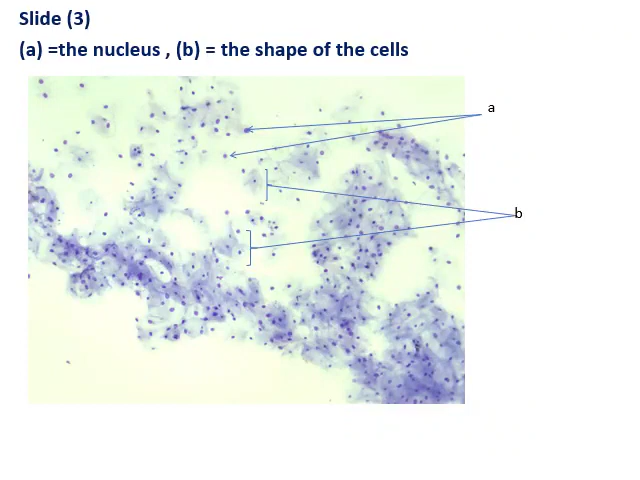 Slide (3)
(a) =the nucleus , (b) = the shape of the cells
a
b